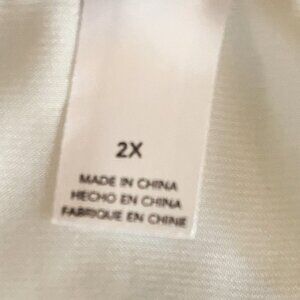 2X
MADE IN CHINA
HECHO EN CHINA
FABRIQUE EN CHINE